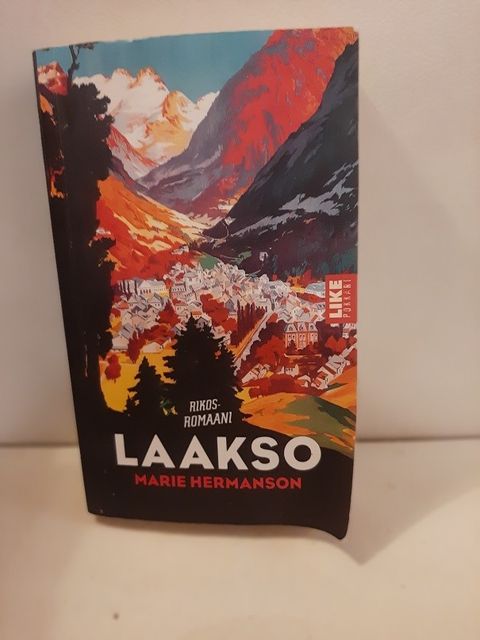 LIKE
POKKARI
RIKOS-
ROMAANI
LAAKSO
MARIE HERMANSON